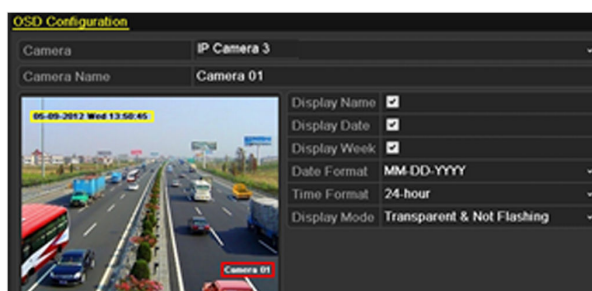 OSD Configuration
Camera IP Camera 3
Camera Name Camera 01
05-09-2012 Wed 13:50:45
Camera 01
Display Name
Display Date
Display Week
Date Format MM-DD-YYYY
Time Format 24-hour
Display Mode Transparent & Not Flashing